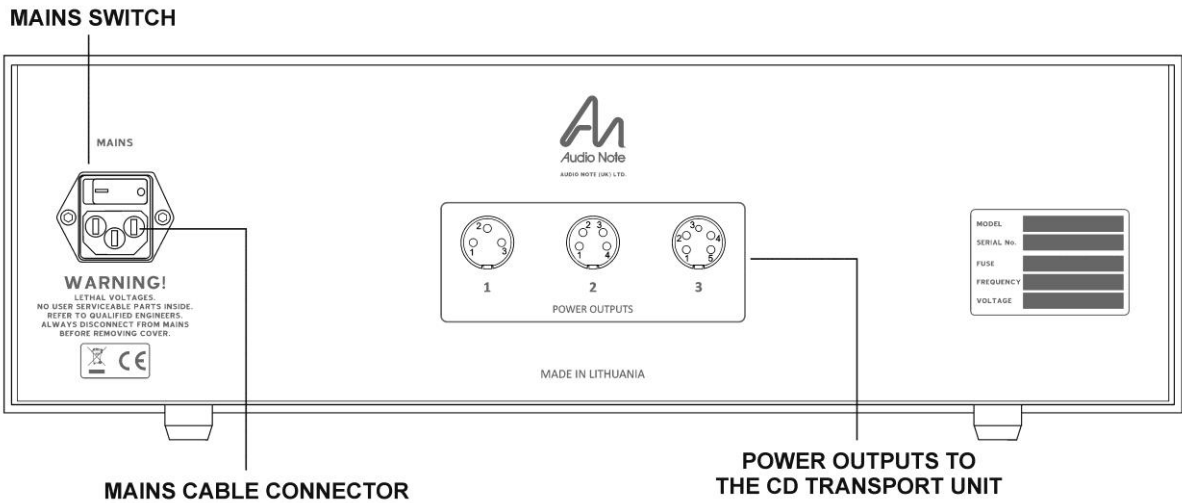 MAINS SWITCH
MAINS
Audio Note
AUDIO NOTE (UK) LTD.
WARNING!
LETHAL VOLTAGES.
NO USER SERVICEABLE PARTS INSIDE.
REFER TO QUALIFIED ENGINEERS.
ALWAYS DISCONNECT FROM MAINS
BEFORE REMOVING COVER.
CE
2
1 3
1
2 3
1 4
2
3
2 4
1 5
3
POWER OUTPUTS
MADE IN LITHUANIA
MODEL
SERIAL No.
FUSE
FREQUENCY
VOLTAGE
MAINS CABLE CONNECTOR
POWER OUTPUTS TO
THE CD TRANSPORT UNIT